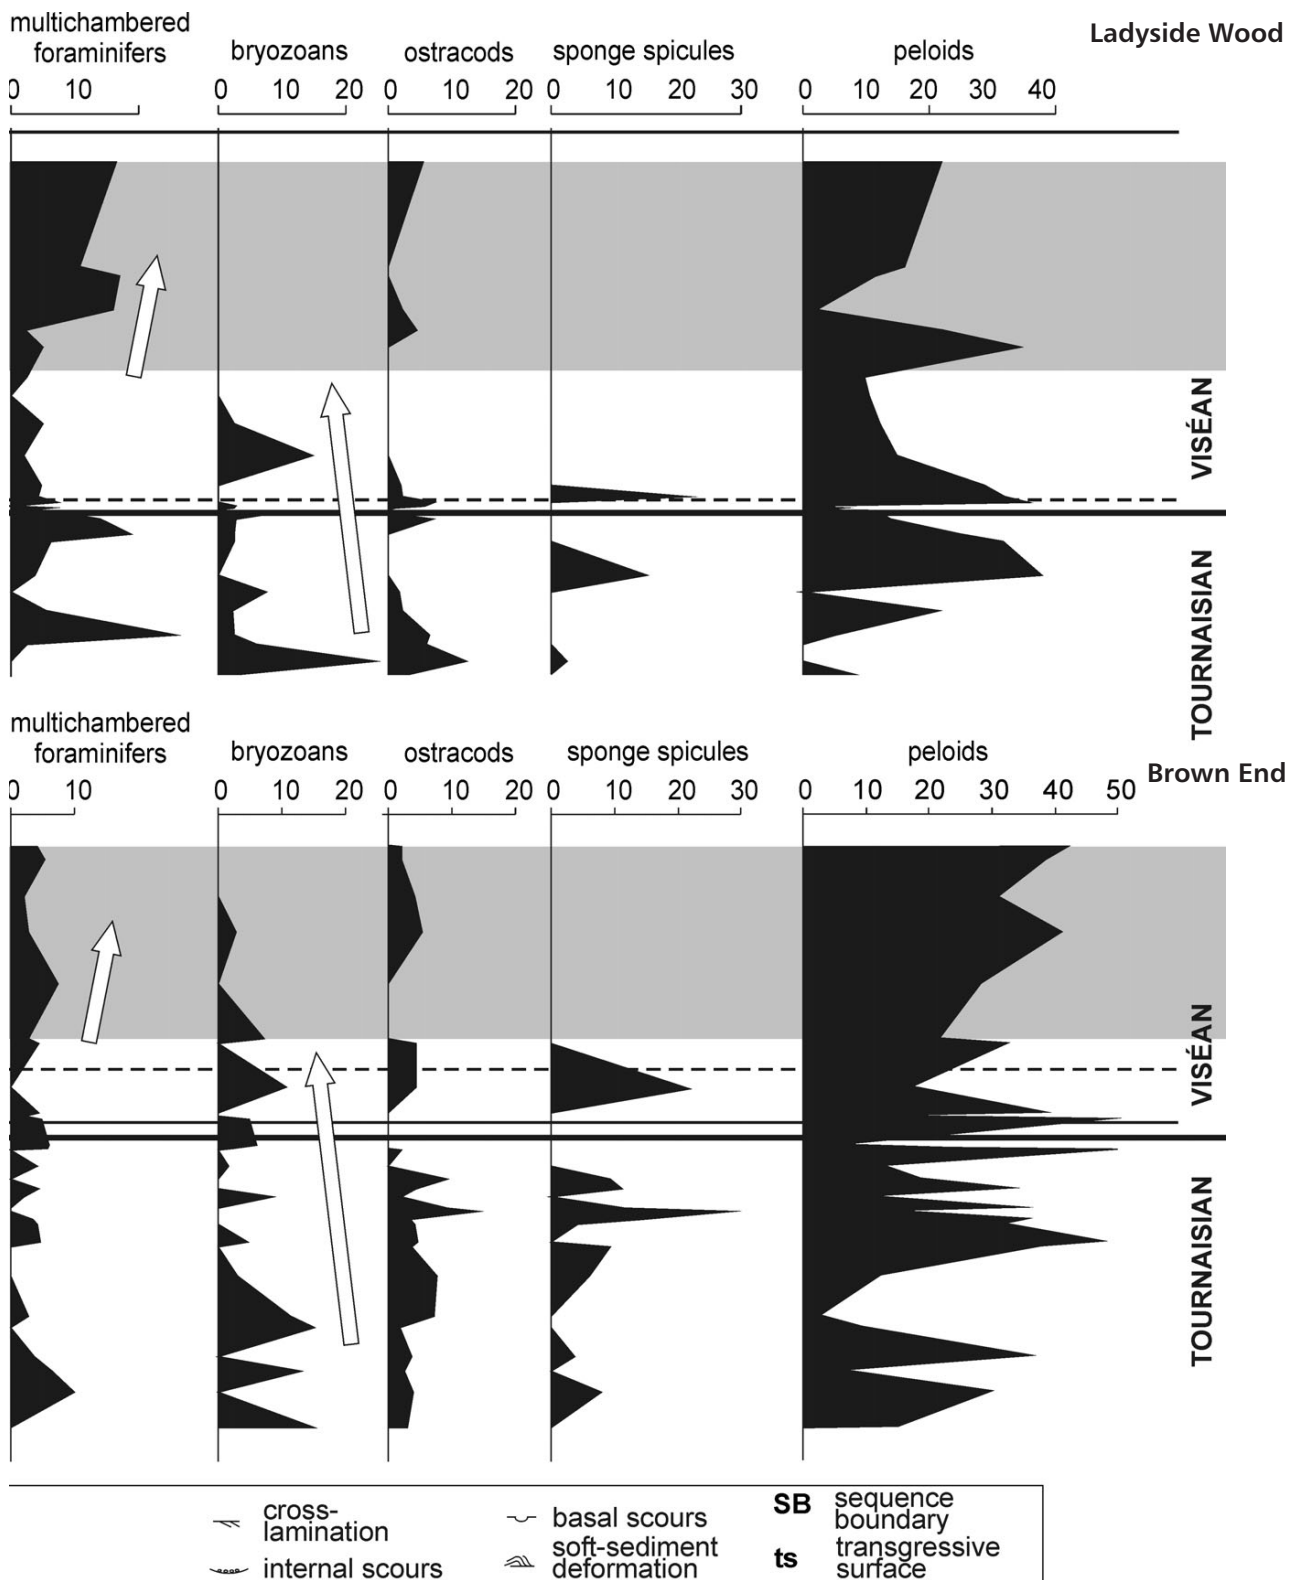 multichambered
foraminifers
bryozoans
ostracods
sponge spicules
peloids
Ladyside Wood
0 10
0 10 20
0 10 20
0 10 20 30
0 10 20 30 40
VISÉAN
TOURNAISIAN
multichambered
foraminifers
bryozoans
ostracods
sponge spicules
peloids
Brown End
0 10
0 10 20
0 10 20
0 10 20 30
0 10 20 30 40 50
VISÉAN
TOURNAISIAN
cross-
lamination
internal scours
basal scours
soft-sediment
deformation
SB sequence
boundary
ts transgressive
surface